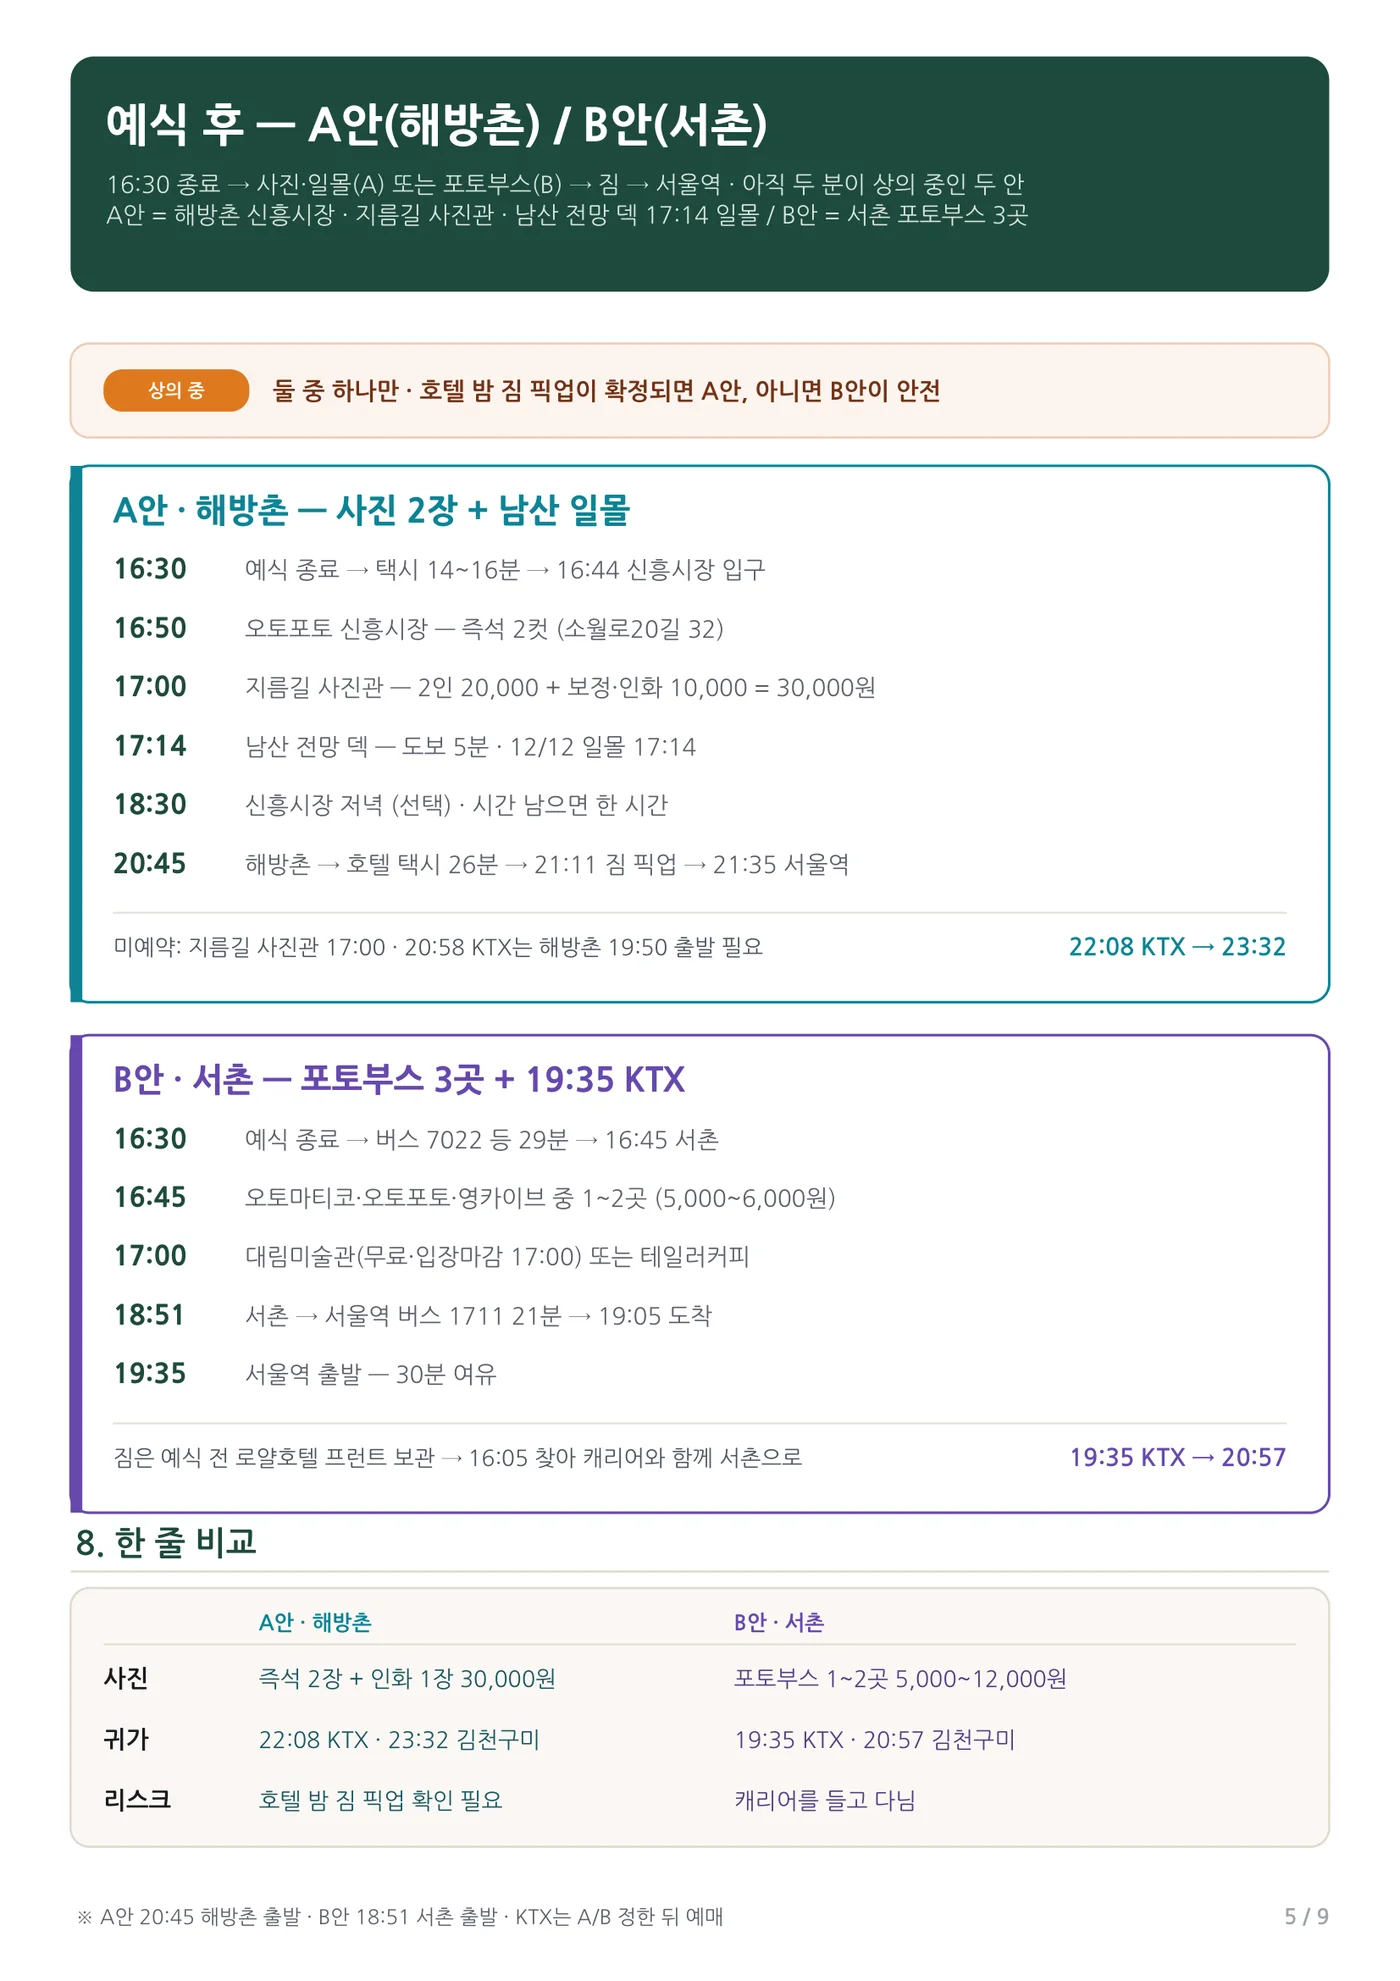 예식 후 — A안(해방촌) / B안(서촌)
16:30 종료 → 사진·일몰(A) 또는 포토부스(B) → 짐 → 서울역 · 아직 두 분이 상의 중인 두 안
A안 = 해방촌 신흥시장 · 지름길 사진관 · 남산 전망 덱 17:14 일몰 / B안 = 서촌 포토부스 3곳
상의 중 둘 중 하나만 · 호텔 밤 짐 픽업이 확정되면 A안, 아니면 B안이 안전
A안 · 해방촌 — 사진 2장 + 남산 일몰
16:30 예식 종료 → 택시 14~16분 → 16:44 신흥시장 입구
16:50 오토포토 신흥시장 — 즉석 2컷 (소월로20길 32)
17:00 지름길 사진관 — 2인 20,000 + 보정·인화 10,000 = 30,000원
17:14 남산 전망 덱 — 도보 5분 · 12/12 일몰 17:14
18:30 신흥시장 저녁 (선택) · 시간 남으면 한 시간
20:45 해방촌 → 호텔 택시 26분 → 21:11 짐 픽업 → 21:35 서울역
미예약: 지름길 사진관 17:00 · 20:58 KTX는 해방촌 19:50 출발 필요 22:08 KTX → 23:32
B안 · 서촌 — 포토부스 3곳 + 19:35 KTX
16:30 예식 종료 → 버스 7022 등 29분 → 16:45 서촌
16:45 오토마티코·오토포토·영카이브 중 1~2곳 (5,000~6,000원)
17:00 대림미술관(무료·입장마감 17:00) 또는 테일러커피
18:51 서촌 → 서울역 버스 1711 21분 → 19:05 도착
19:35 서울역 출발 — 30분 여유
짐은 예식 전 로얄호텔 프런트 보관 → 16:05 찾아 캐리어와 함께 서촌으로 19:35 KTX → 20:57
8. 한 줄 비교
A안 · 해방촌 B안 · 서촌
사진 즉석 2장 + 인화 1장 30,000원 포토부스 1~2곳 5,000~12,000원
귀가 22:08 KTX · 23:32 김천구미 19:35 KTX · 20:57 김천구미
리스크 호텔 밤 짐 픽업 확인 필요 캐리어를 들고 다님
※ A안 20:45 해방촌 출발 · B안 18:51 서촌 출발 · KTX는 A/B 정한 뒤 예매 5 / 9